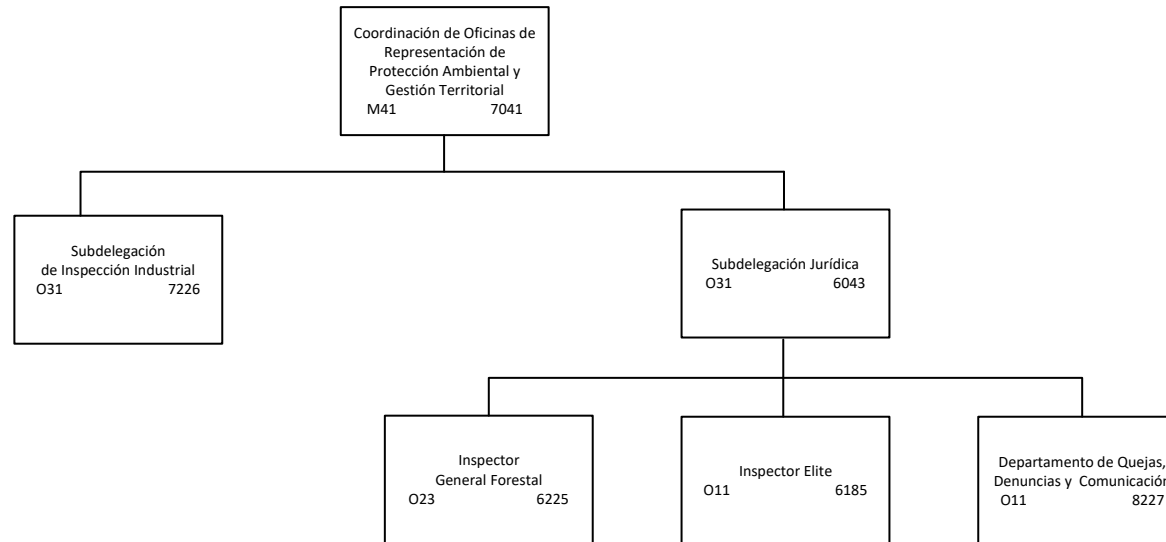 Coordinación de Oficinas de
Representación de
Protección Ambiental y
Gestión Territorial
M41 7041
Subdelegación
de Inspección Industrial
O31 7226
Subdelegación Jurídica
O31 6043
Inspector
General Forestal
O23 6225
Inspector Elite
O11 6185
Departamento de Quejas,
Denuncias y Comunicación
O11 8227